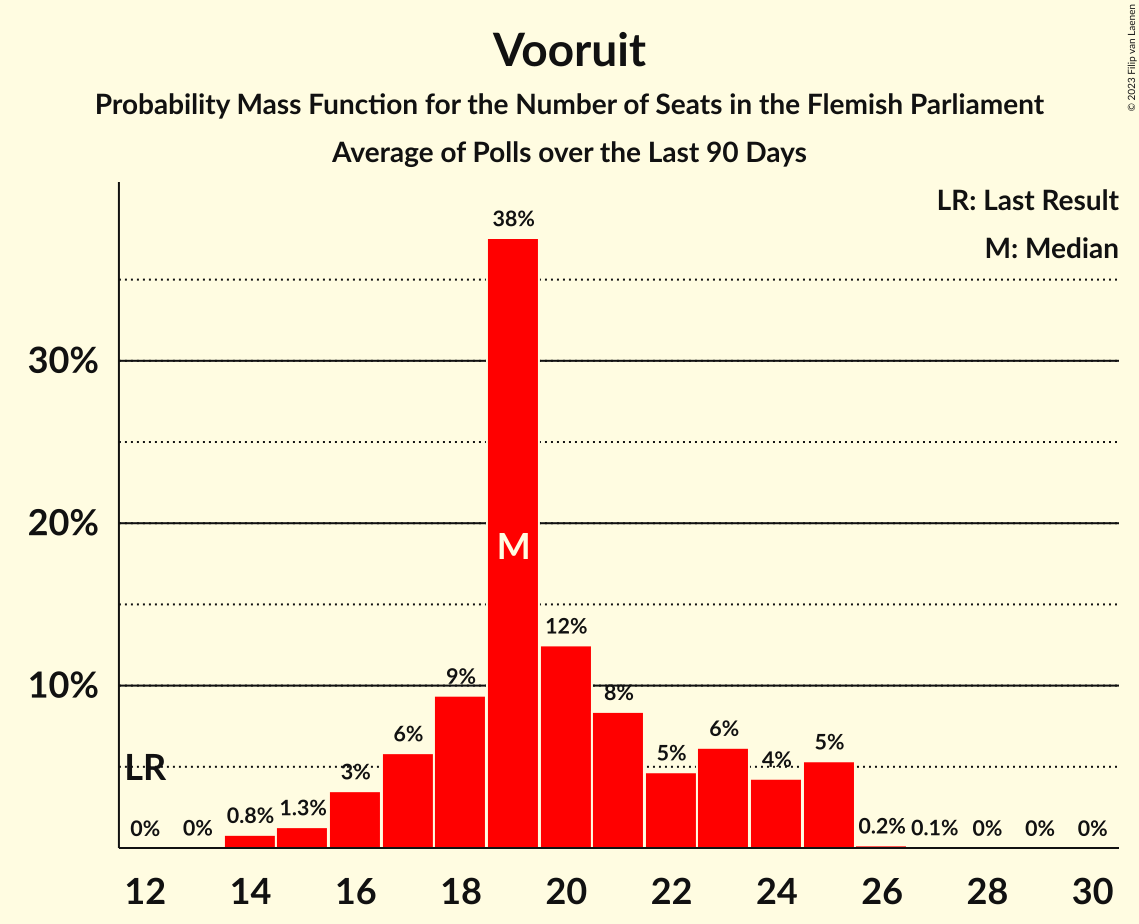 Vooruit
Probability Mass Function for the Number of Seats in the Flemish Parliament
Average of Polls over the Last 90 Days
© 2023 Filip van Laenen
LR: Last Result
M: Median
38%
30%
20%
M
12%
10%
9%
8%
6%
6%
5%
5%
4%
LR
3%
0% 0% 0.8% 1.3% 0.2% 0.1% 0% 0% 0%
12 14 16 18 20 22 24 26 28 30